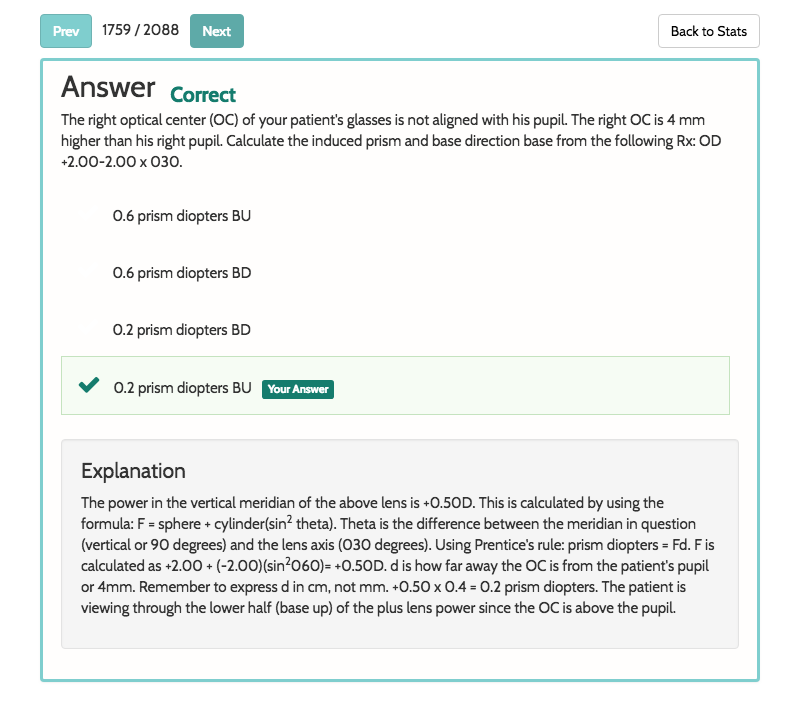 Prev 1759 / 2088 Next Back to Stats
Answer Correct
The right optical center (OC) of your patient's glasses is not aligned with his pupil. The right OC is 4 mm
higher than his right pupil. Calculate the induced prism and base direction base from the following Rx: OD
+2.00-2.00 x 030.
0.6 prism diopters BU
0.6 prism diopters BD
0.2 prism diopters BD
0.2 prism diopters BU Your Answer
Explanation
The power in the vertical meridian of the above lens is +0.50D. This is calculated by using the
formula: F = sphere + cylinder(sin² theta). Theta is the difference between the meridian in question
(vertical or 90 degrees) and the lens axis (030 degrees). Using Prentice's rule: prism diopters = Fd. F is
calculated as +2.00 + (-2.00)(sin²060)= +0.50D. d is how far away the OC is from the patient's pupil
or 4mm. Remember to express d in cm, not mm. +0.50 x 0.4 = 0.2 prism diopters. The patient is
viewing through the lower half (base up) of the plus lens power since the OC is above the pupil.